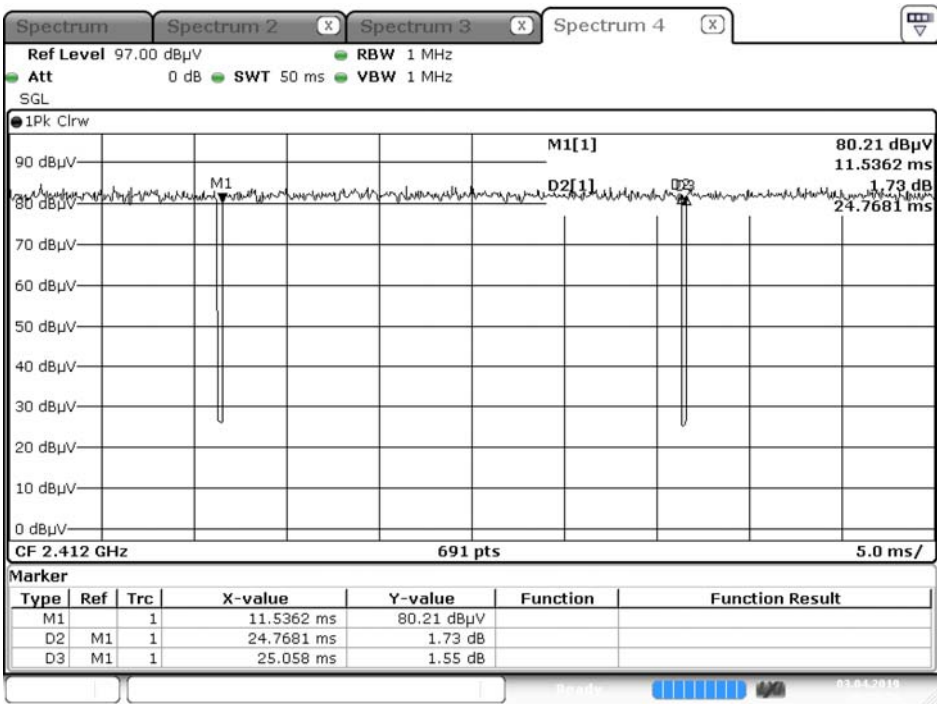 Spectrum Spectrum 2 X Spectrum 3 X Spectrum 4 X
Ref Level 97.00 dBµV RBW 1 MHz
Att 0 dB SWT 50 ms VBW 1 MHz
SGL
1Pk Clrw
M1[1] 80.21 dBµV
90 dBµV 11.5362 ms
M1 D2[1] 1.73 dB
80 dBµV 24.7681 ms
70 dBµV
60 dBµV
50 dBµV
40 dBµV
30 dBµV
20 dBµV
10 dBµV
0 dBµV
CF 2.412 GHz 691 pts 5.0 ms/
Marker
Type Ref Trc X-value Y-value Function Function Result
M1 1 11.5362 ms 80.21 dBµV
D2 M1 1 24.7681 ms 1.73 dB
D3 M1 1 25.058 ms 1.55 dB
03.04.2019